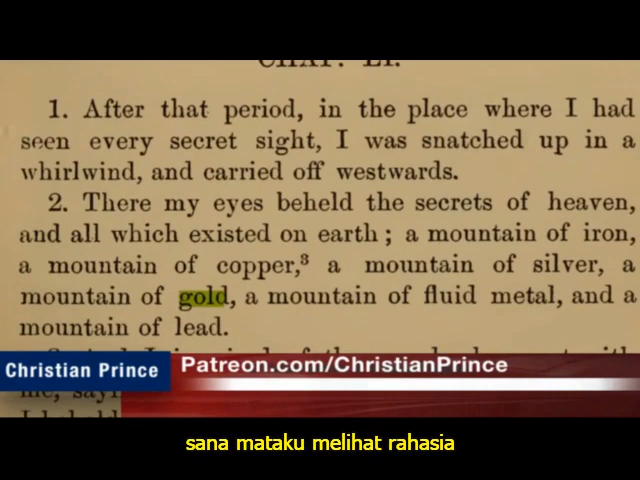 CHAP. LI.
1. After that period, in the place where I had
seen every secret sight, I was snatched up in a
whirlwind, and carried off westwards.
2. There my eyes beheld the secrets of heaven,
and all which existed on earth; a mountain of iron,
a mountain of copper,³ a mountain of silver, a
mountain of gold, a mountain of fluid metal, and a
mountain of lead.
Christian Prince
Patreon.com/ChristianPrince
sana mataku melihat rahasia